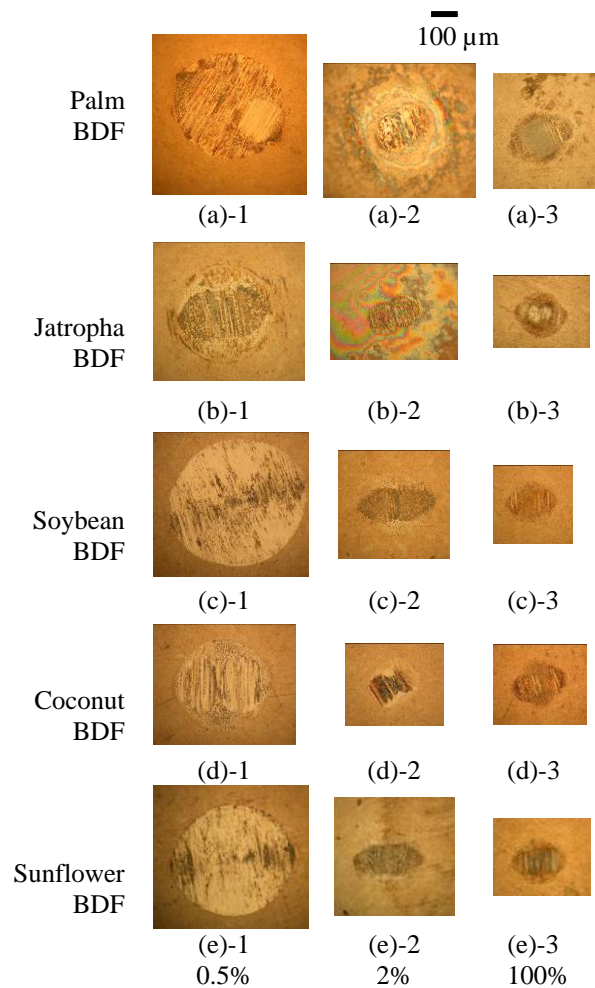 100 µm
Palm
BDF
(a)-1 (a)-2 (a)-3
Jatropha
BDF
(b)-1 (b)-2 (b)-3
Soybean
BDF
(c)-1 (c)-2 (c)-3
Coconut
BDF
(d)-1 (d)-2 (d)-3
Sunflower
BDF
(e)-1 (e)-2 (e)-3
0.5% 2% 100%